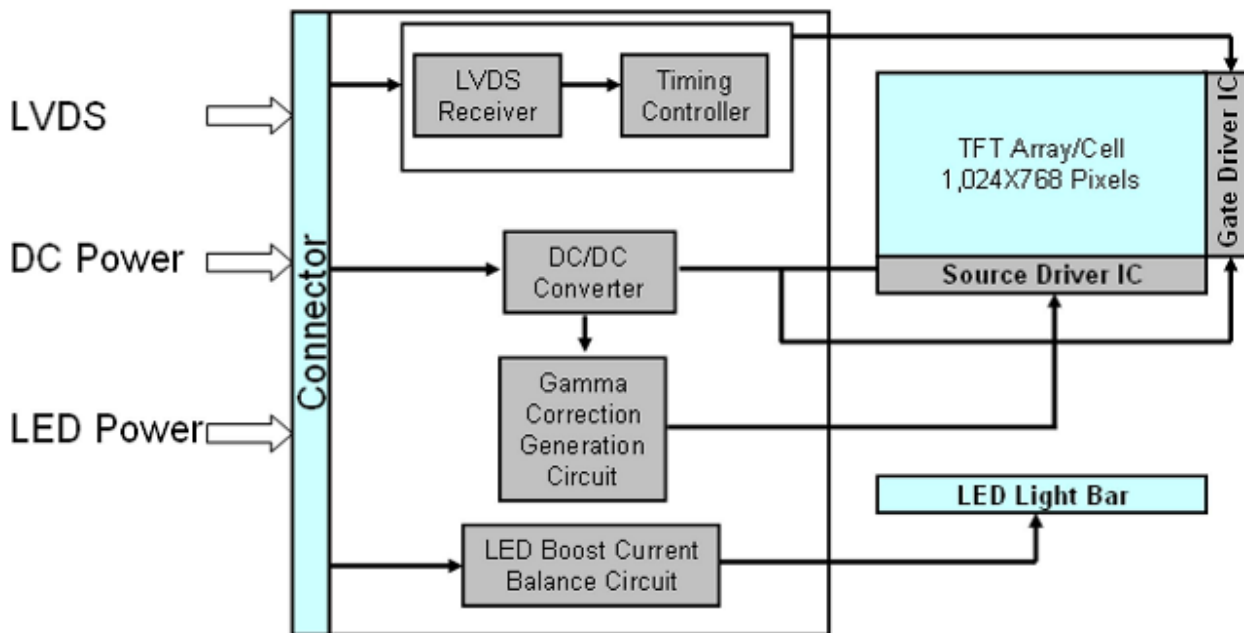 LVDS
DC Power
LED Power
Connector
LVDS
Receiver
Timing
Controller
DC/DC
Converter
Gamma
Correction
Generation
Circuit
LED Boost Current
Balance Circuit
TFT Array/Cell
1,024X768 Pixels
Gate Driver IC
Source Driver IC
LED Light Bar